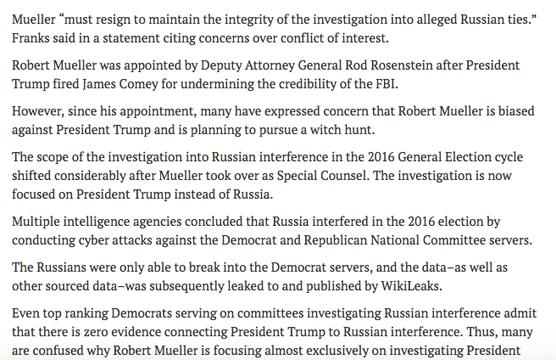 Mueller “must resign to maintain the integrity of the investigation into alleged Russian ties.”
Franks said in a statement citing concerns over conflict of interest.
Robert Mueller was appointed by Deputy Attorney General Rod Rosenstein after President
Trump fired James Comey for undermining the credibility of the FBI.
However, since his appointment, many have expressed concern that Robert Mueller is biased
against President Trump and is planning to pursue a witch hunt.
The scope of the investigation into Russian interference in the 2016 General Election cycle
shifted considerably after Mueller took over as Special Counsel. The investigation is now
focused on President Trump instead of Russia.
Multiple intelligence agencies concluded that Russia interfered in the 2016 election by
conducting cyber attacks against the Democrat and Republican National Committee servers.
The Russians were only able to break into the Democrat servers, and the data–as well as
other sourced data–was subsequently leaked to and published by WikiLeaks.
Even top ranking Democrats serving on committees investigating Russian interference admit
that there is zero evidence connecting President Trump to Russian interference. Thus, many
are confused why Robert Mueller is focusing almost exclusively on investigating President